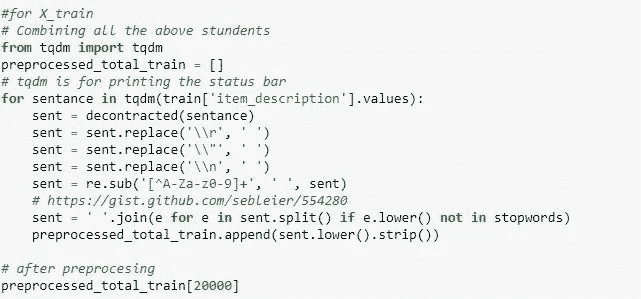 #for X_train
# Combining all the above stundents
from tqdm import tqdm
preprocessed_total_train = []
# tqdm is for printing the status bar
for sentance in tqdm(train['item_description'].values):
    sent = decontracted(sentance)
    sent = sent.replace('\\r', ' ')
    sent = sent.replace('\\"', ' ')
    sent = sent.replace('\\n', ' ')
    sent = re.sub('[^A-Za-z0-9]+', ' ', sent)
    # https://gist.github.com/sebleier/554280
    sent = ' '.join(e for e in sent.split() if e.lower() not in stopwords)
    preprocessed_total_train.append(sent.lower().strip())
# after preprocesing
preprocessed_total_train[20000]